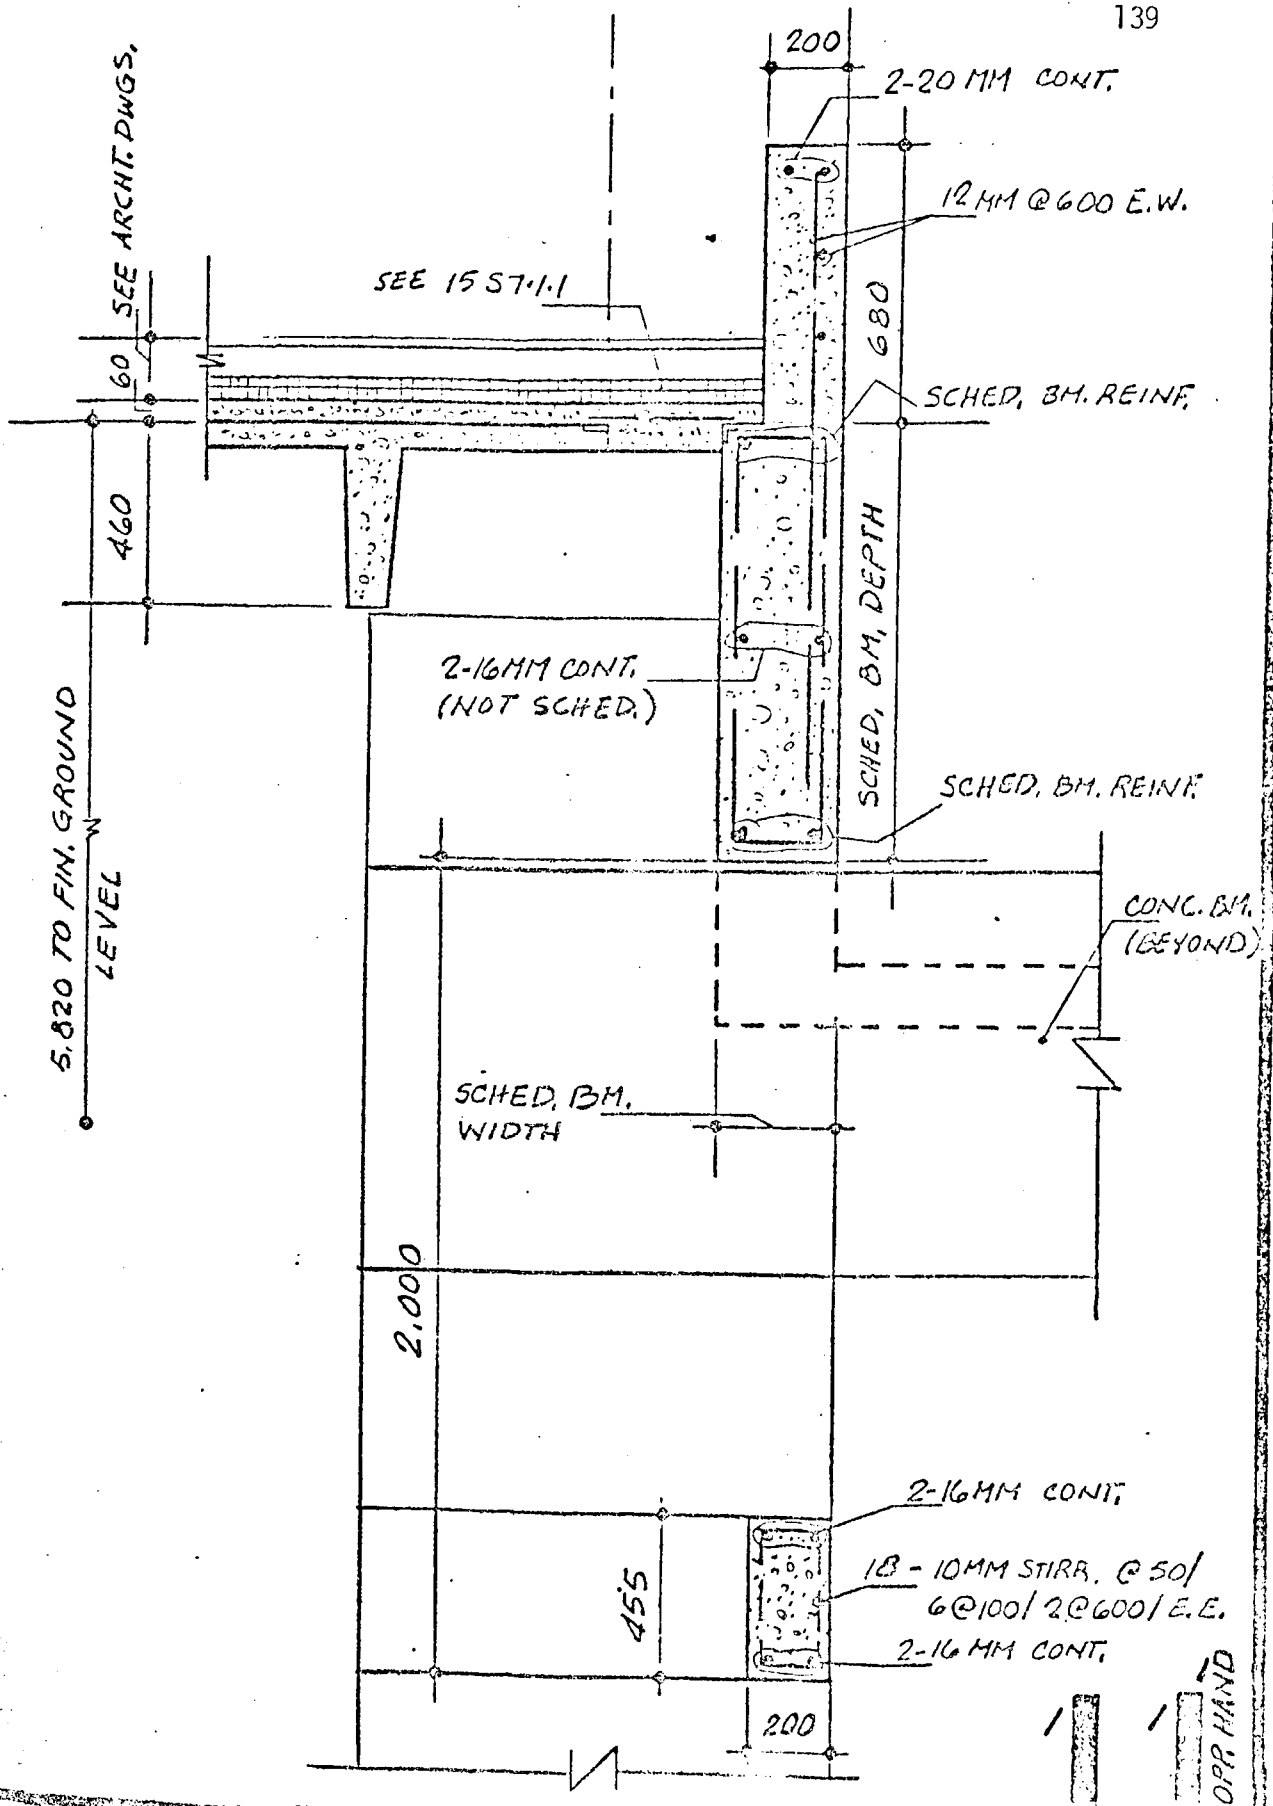 139
200
2-20 MM CONT.
SEE ARCHT. DWGS.
12 MM @ 600 E.W.
SEE 15 S7.1.1
680
60
SCHED. BM. REINF.
460
SCHED. BM. DEPTH
2-16MM CONT.
(NOT SCHED.)
5.820 TO FIN. GROUND
LEVEL
SCHED. BM. REINF.
CONC. BM.
(BEYOND)
SCHED. BM.
WIDTH
2.000
2-16MM CONT.
455
18 - 10MM STIRR. @ 50/
6@100/ 2@600/ E.E.
2-16 MM CONT.
200
OPP. HAND